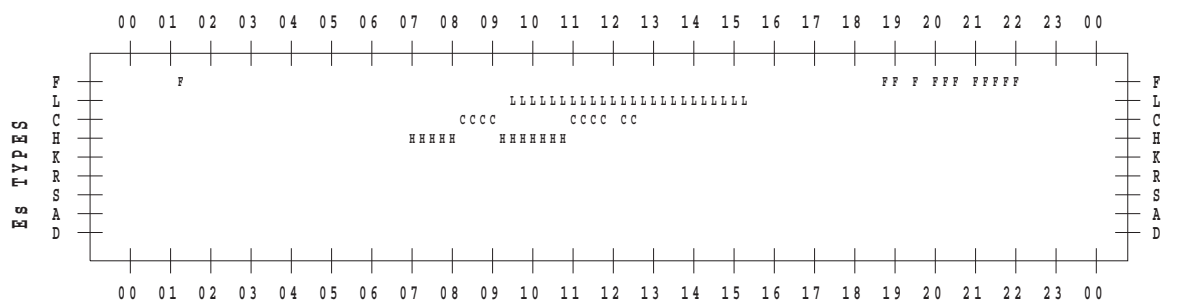 00 01 02 03 04 05 06 07 08 09 10 11 12 13 14 15 16 17 18 19 20 21 22 23 00
F F FF F FFF FFFFF F
L LLLLLLLLLLLLLLLLLLLLLLLL L
C CCCC CCCC CC C
H HHHHH HHHHHHH H
K K
R R
S S
A A
D D
Es TYPES
00 01 02 03 04 05 06 07 08 09 10 11 12 13 14 15 16 17 18 19 20 21 22 23 00